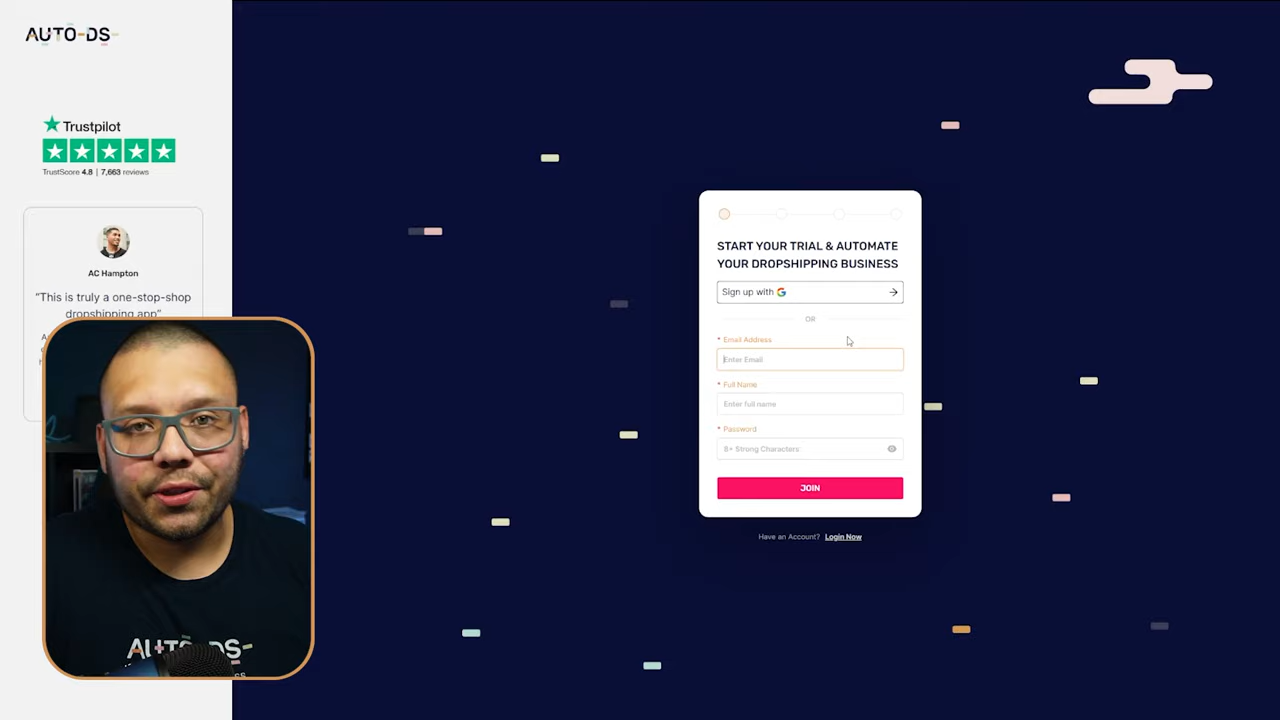 AUTO-DS
Trustpilot
TrustScore 4.8 | 7,663 reviews
AC Hampton
"This is truly a one-stop-shop
dropshipping app"
START YOUR TRIAL & AUTOMATE
YOUR DROPSHIPPING BUSINESS
Sign up with
OR
* Email Address
Enter Email
* Full Name
Enter full name
* Password
8+ Strong Characters
JOIN
Have an Account? Login Now
AUTO-DS